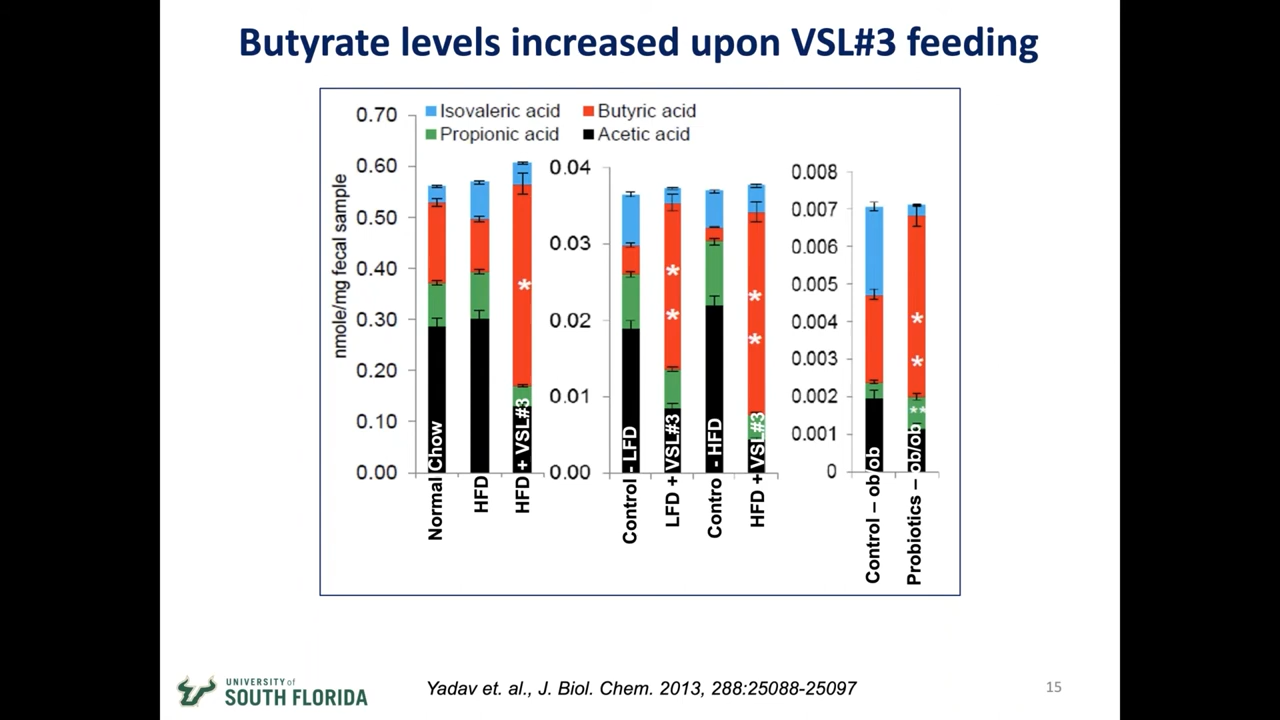 Butyrate levels increased upon VSL#3 feeding
Isovaleric acid
Butyric acid
Propionic acid
Acetic acid
nmole/mg fecal sample
0.70
0.60
0.50
0.40
0.30
0.20
0.10
0.00
*
Normal Chow
HFD
HFD + VSL#3
0.04
0.03
0.02
0.01
0.00
*
*
*
*
Control - LFD
LFD + VSL#3
Contro - HFD
HFD + VSL#3
0.008
0.007
0.006
0.005
0.004
0.003
0.002
0.001
0
*
*
**
Control – ob/ob
Probiotics – ob/ob
UNIVERSITY of
SOUTH FLORIDA
Yadav et. al., J. Biol. Chem. 2013, 288:25088-25097
15